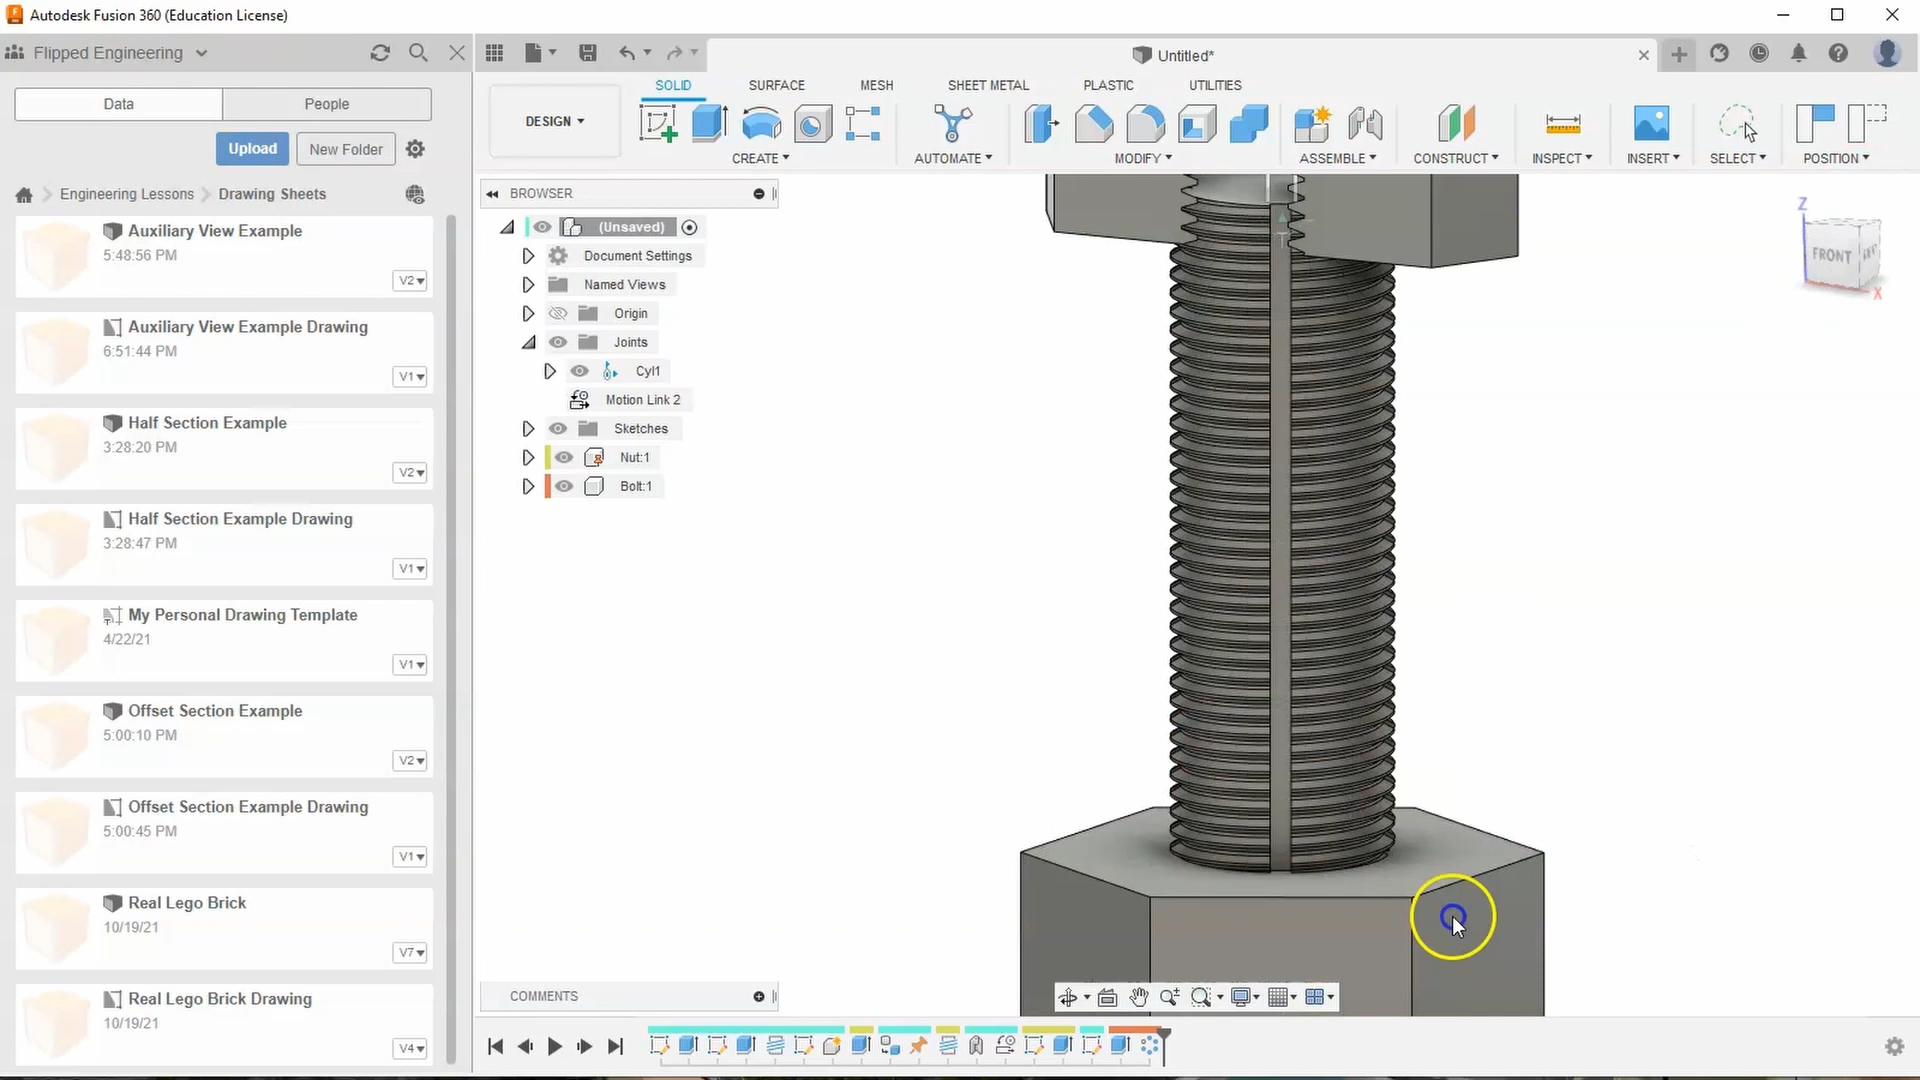 Autodesk Fusion 360 (Education License)
Flipped Engineering
Untitled*
Data
People
Upload
New Folder
Engineering Lessons
Drawing Sheets
Auxiliary View Example
5:48:56 PM
V2
Auxiliary View Example Drawing
6:51:44 PM
V1
Half Section Example
3:28:20 PM
V2
Half Section Example Drawing
3:28:47 PM
V1
My Personal Drawing Template
4/22/21
V1
Offset Section Example
5:00:10 PM
V2
Offset Section Example Drawing
5:00:45 PM
V1
Real Lego Brick
10/19/21
V7
Real Lego Brick Drawing
10/19/21
V4
SOLID
SURFACE
MESH
SHEET METAL
PLASTIC
UTILITIES
DESIGN
CREATE
AUTOMATE
MODIFY
ASSEMBLE
CONSTRUCT
INSPECT
INSERT
SELECT
POSITION
BROWSER
(Unsaved)
Document Settings
Named Views
Origin
Joints
Cyl1
Motion Link 2
Sketches
Nut:1
Bolt:1
Z
FRONT
X
COMMENTS